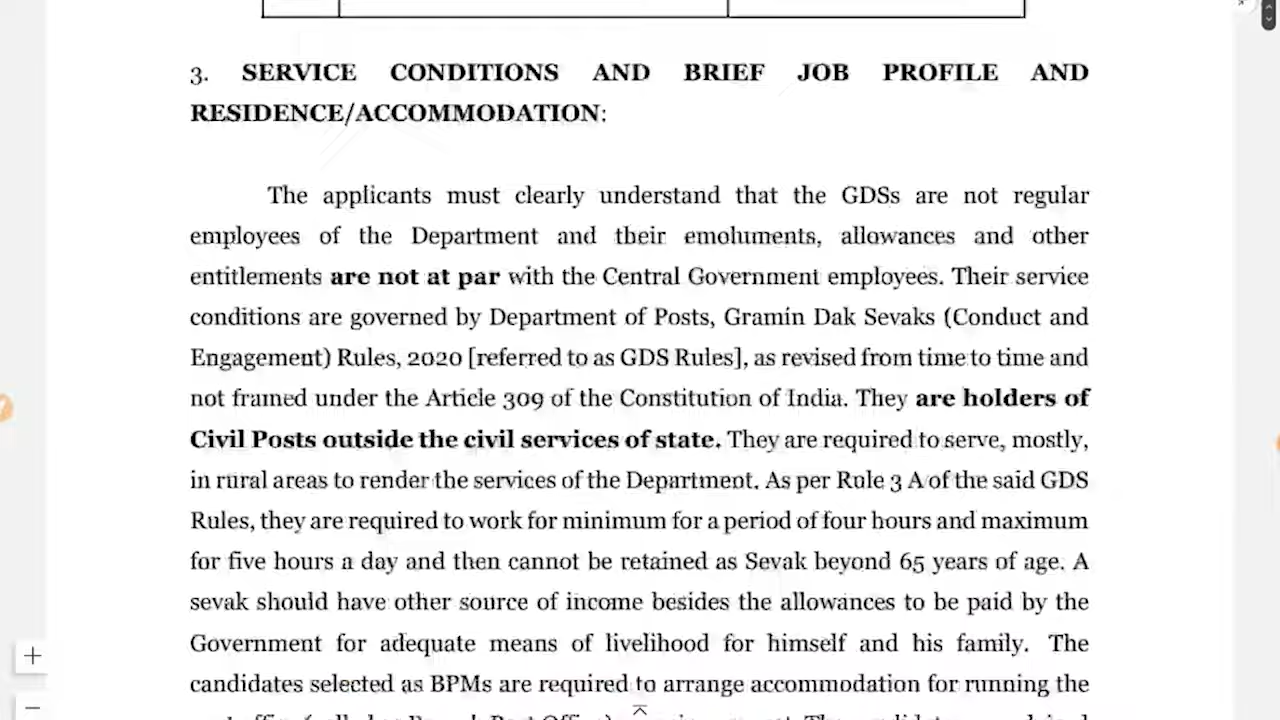 3. SERVICE CONDITIONS AND BRIEF JOB PROFILE AND
RESIDENCE/ACCOMMODATION:
The applicants must clearly understand that the GDSs are not regular
employees of the Department and their emoluments, allowances and other
entitlements are not at par with the Central Government employees. Their service
conditions are governed by Department of Posts, Gramin Dak Sevaks (Conduct and
Engagement) Rules, 2020 [referred to as GDS Rules], as revised from time to time and
not framed under the Article 309 of the Constitution of India. They are holders of
Civil Posts outside the civil services of state. They are required to serve, mostly,
in rural areas to render the services of the Department. As per Rule 3 A of the said GDS
Rules, they are required to work for minimum for a period of four hours and maximum
for five hours a day and then cannot be retained as Sevak beyond 65 years of age. A
sevak should have other source of income besides the allowances to be paid by the
Government for adequate means of livelihood for himself and his family. The
candidates selected as BPMs are required to arrange accommodation for running the